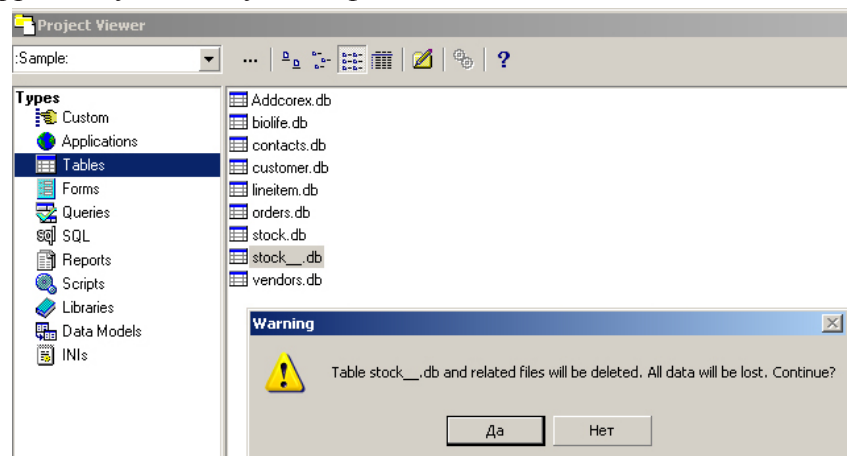 Project Viewer
:Sample:
Types
Custom
Applications
Tables
Forms
Queries
SQL
Reports
Scripts
Libraries
Data Models
INIs
Addcorex.db
biolife.db
contacts.db
customer.db
lineitem.db
orders.db
stock.db
stock__.db
vendors.db
Warning
Table stock__.db and related files will be deleted. All data will be lost. Continue?
Да
Нет